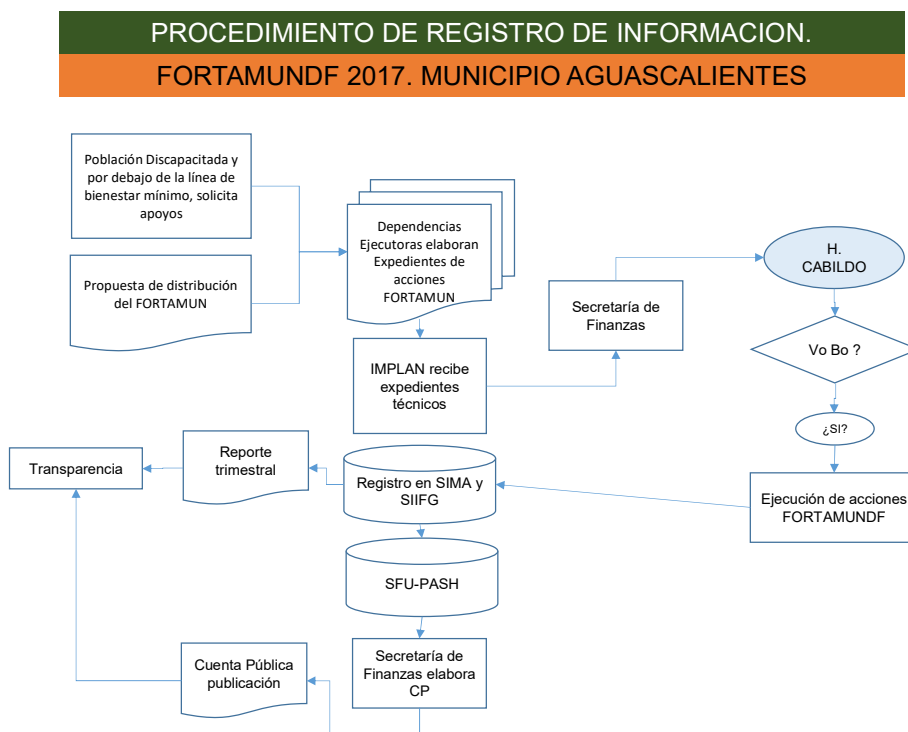 PROCEDIMIENTO DE REGISTRO DE INFORMACION.
FORTAMUNDF 2017. MUNICIPIO AGUASCALIENTES
Población Discapacitada y
por debajo de la línea de
bienestar mínimo, solicita
apoyos
Propuesta de distribución
del FORTAMUN
Dependencias
Ejecutoras elaboran
Expedientes de
acciones
FORTAMUN
IMPLAN recibe
expedientes
técnicos
Secretaría de
Finanzas
H.
CABILDO
Vo Bo ?
¿SI?
Ejecución de acciones
FORTAMUNDF
Registro en SIMA y
SIIFG
Reporte
trimestral
Transparencia
SFU-PASH
Secretaría de
Finanzas elabora
CP
Cuenta Pública
publicación